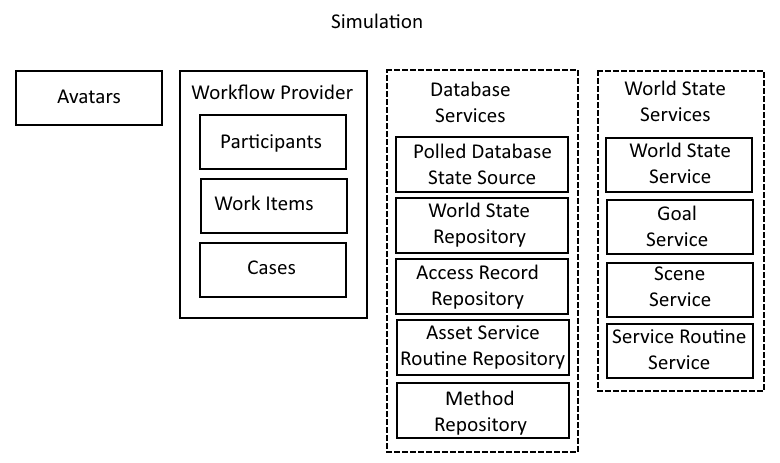 Simulation
Avatars
Workflow Provider
Participants
Work Items
Cases
Database
Services
Polled Database
State Source
World State
Repository
Access Record
Repository
Asset Service
Routine Repository
Method
Repository
World State
Services
World State
Service
Goal
Service
Scene
Service
Service Routine
Service